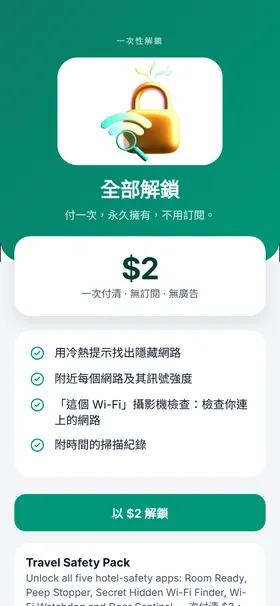 一次性解鎖
全部解鎖
付一次，永久擁有，不用訂閱。
$2
一次付清 · 無訂閱 · 無廣告
用冷熱提示找出隱藏網路
附近每個網路及其訊號強度
「這個 Wi-Fi」攝影機檢查：檢查你連
上的網路
附時間的掃描紀錄
以 $2 解鎖
Travel Safety Pack
Unlock all five hotel-safety apps: Room Ready,
Peep Stopper, Secret Hidden Wi-Fi Finder, Wi-